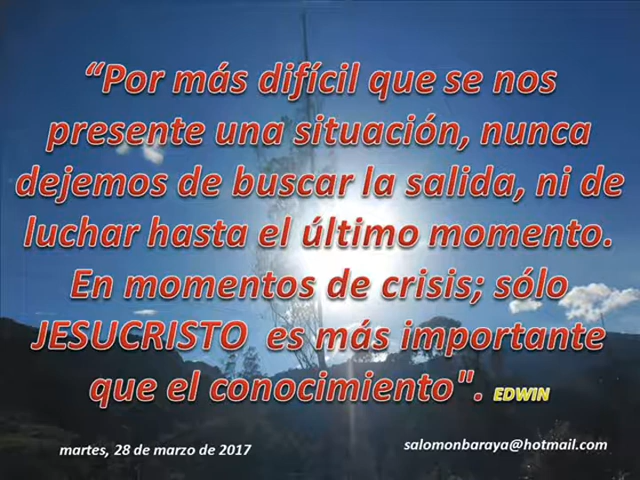 “Por más difícil que se nos
presente una situación, nunca
dejemos de buscar la salida, ni de
luchar hasta el último momento.
En momentos de crisis; sólo
JESUCRISTO es más importante
que el conocimiento". EDWIN
martes, 28 de marzo de 2017
salomonbaraya@hotmail.com